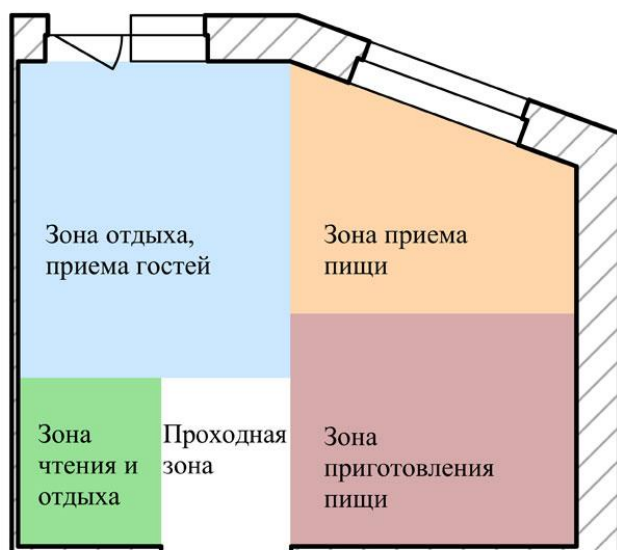 Зона отдыха,
приема гостей
Зона приема
пищи
Зона
чтения и
отдыха
Проходная
зона
Зона
приготовления
пищи